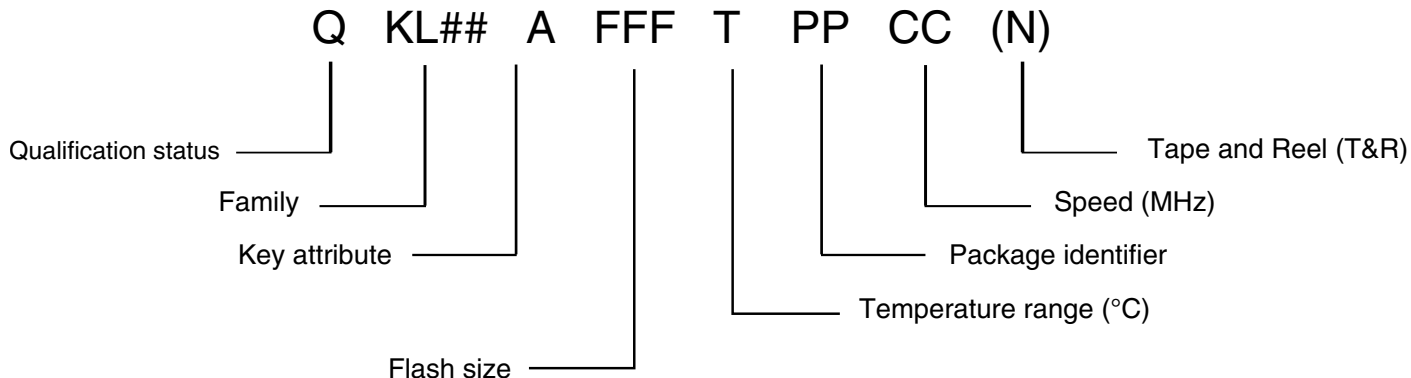 Q KL## A FFF T PP CC (N)
Qualification status
Tape and Reel (T&R)
Family
Speed (MHz)
Key attribute
Package identifier
Temperature range (°C)
Flash size